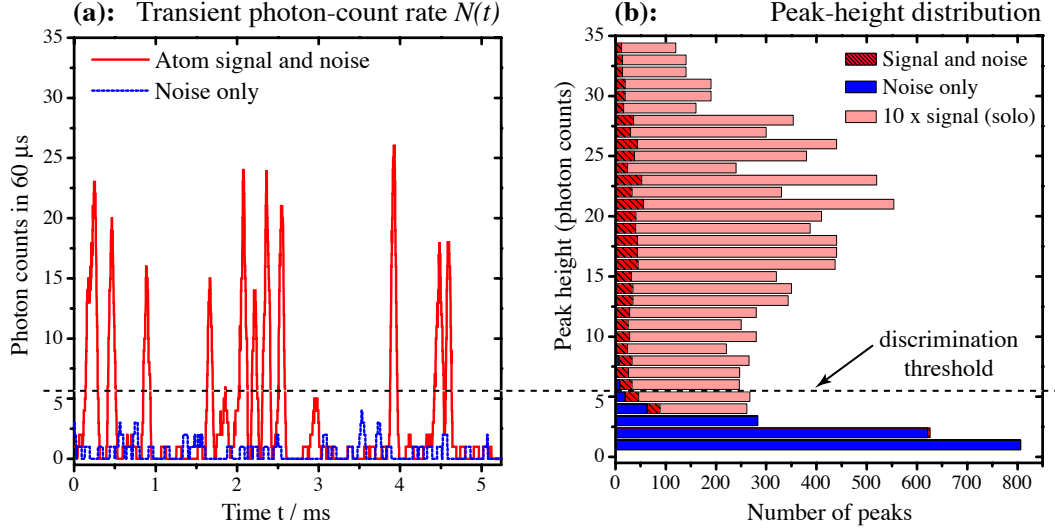 (a): Transient photon-count rate N(t)
35
30
25
20
15
10
5
0
Photon counts in 60 µs
Atom signal and noise
Noise only
0
1
2
3
4
5
Time t / ms
(b): Peak-height distribution
35
30
25
20
15
10
5
0
Peak height (photon counts)
Signal and noise
Noise only
10 x signal (solo)
discrimination
threshold
0
100
200
300
400
500
600
700
800
Number of peaks